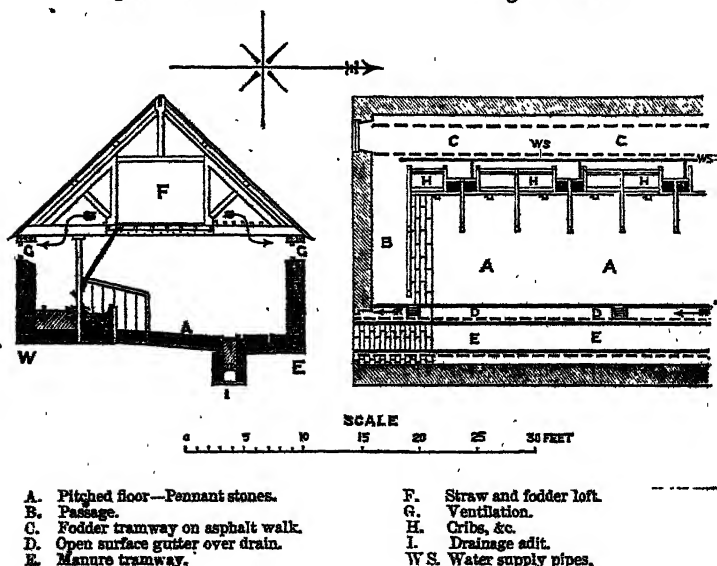 N
F
G
G
A
W
E
I
C
WS
C
WS
H
H
H
B
A
A
D
D
E
E
SCALE
0 5 10 15 20 25 30 FEET
A. Pitched floor—Pennant stones.
B. Passage.
C. Fodder tramway on asphalt walk.
D. Open surface gutter over drain.
E. Manure tramway.
F. Straw and fodder loft.
G. Ventilation.
H. Cribs, &c.
I. Drainage adit.
WS. Water supply pipes.